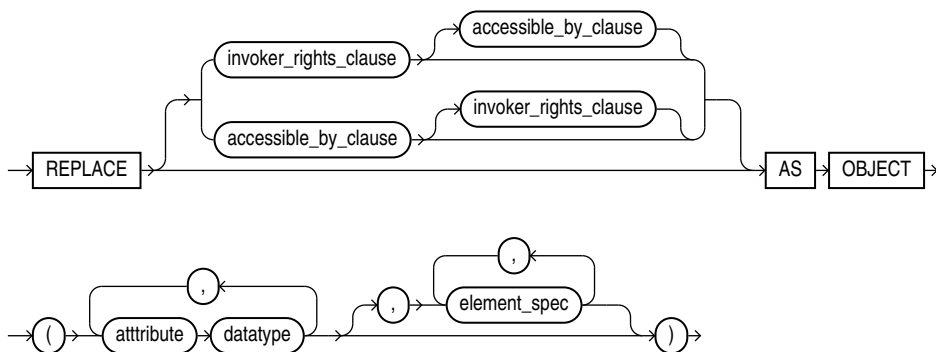 accessible_by_clause
invoker_rights_clause
invoker_rights_clause
accessible_by_clause
REPLACE AS OBJECT
, ,
( atttribute datatype , element_spec )